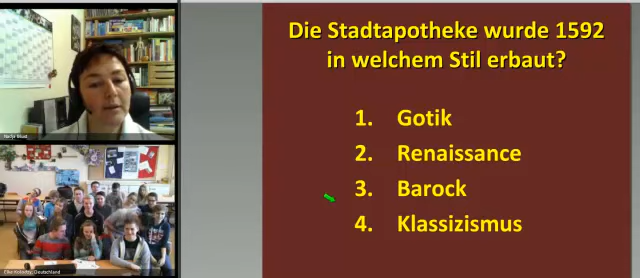 Die Stadtapotheke wurde 1592
in welchem Stil erbaut?
1. Gotik
2. Renaissance
3. Barock
4. Klassizismus